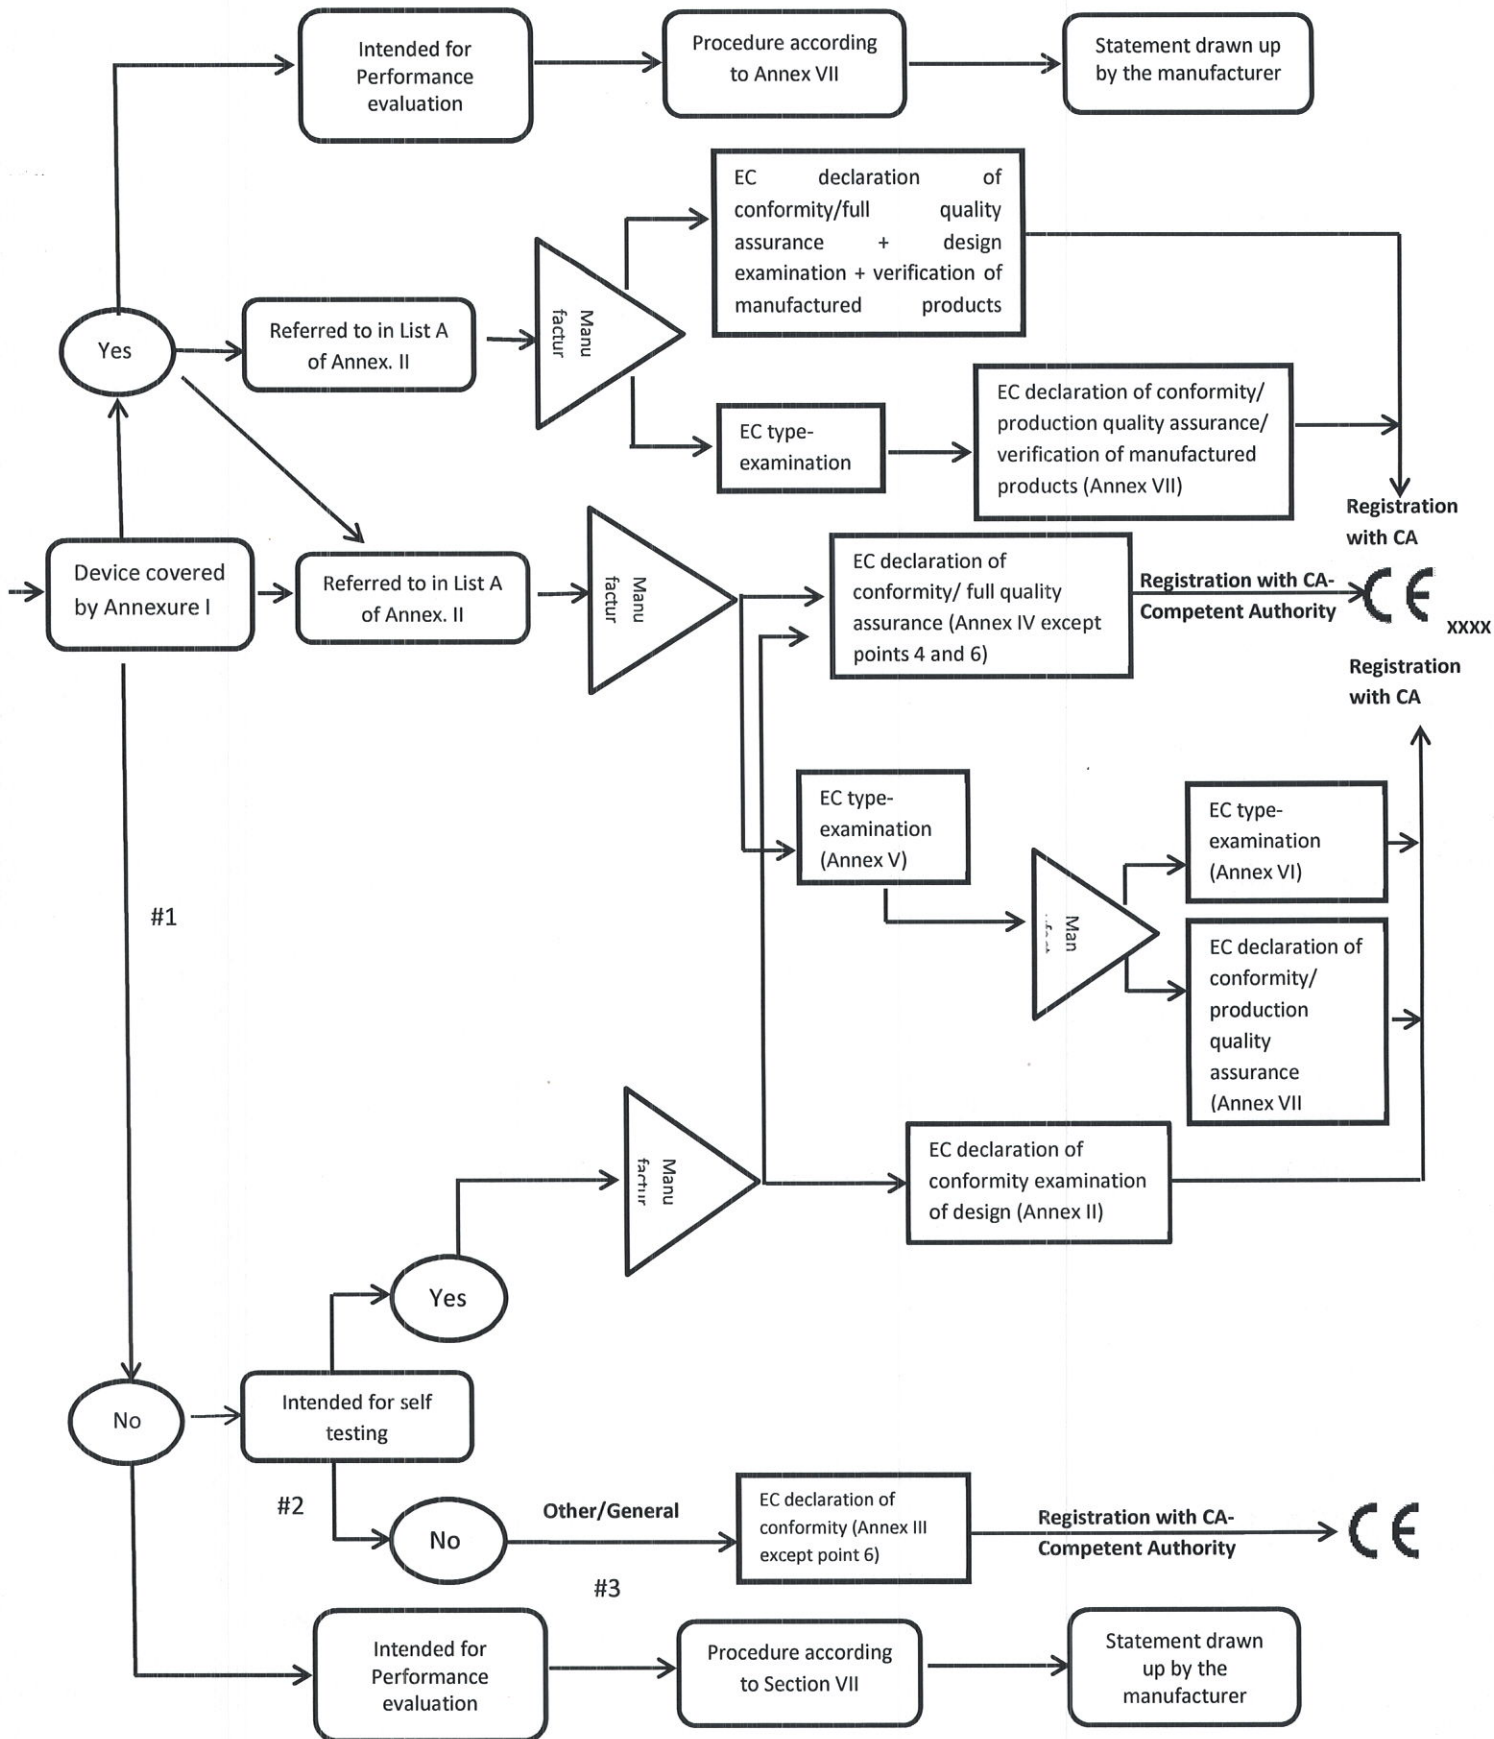 Intended for
Performance
evaluation
Procedure according
to Annex VII
Statement drawn up
by the manufacturer
EC declaration of
conformity/full quality
assurance + design
examination + verification of
manufactured products
Yes
Referred to in List A
of Annex. II
Manu
factur
EC type-
examination
EC declaration of conformity/
production quality assurance/
verification of manufactured
products (Annex VII)
Registration
with CA
Device covered
by Annexure I
Referred to in List A
of Annex. II
Manu
factur
EC declaration of
conformity/ full quality
assurance (Annex IV except
points 4 and 6)
Registration with CA-
Competent Authority
CE
XXXX
Registration
with CA
EC type-
examination
(Annex V)
Man
EC type-
examination
(Annex VI)
#1
EC declaration of
conformity/
production
quality
assurance
(Annex VII
Manu
factur
EC declaration of
conformity examination
of design (Annex II)
Yes
No
Intended for self
testing
#2
No
Other/General
#3
EC declaration of
conformity (Annex III
except point 6)
Registration with CA-
Competent Authority
CE
Intended for
Performance
evaluation
Procedure according
to Section VII
Statement drawn
up by the
manufacturer